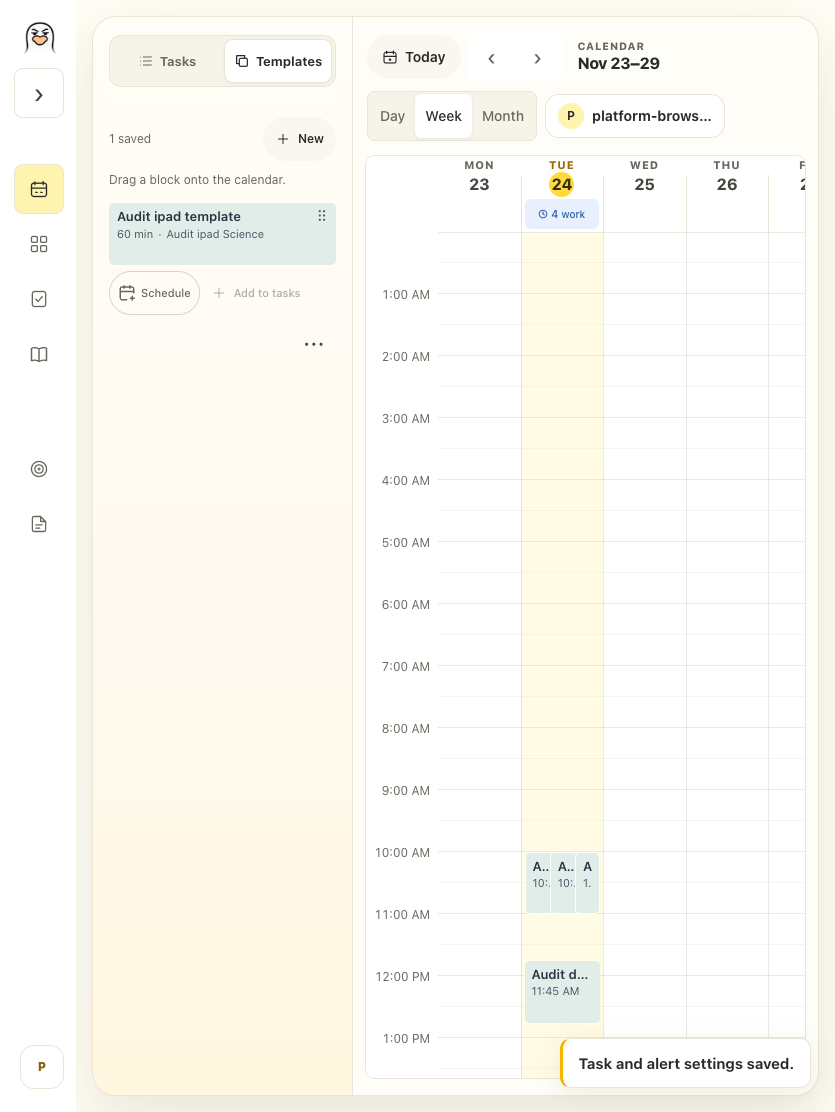 Tasks
Templates
1 saved
New
Drag a block onto the calendar.
Audit ipad template
60 min · Audit ipad Science
Schedule
Add to tasks
P
Today
CALENDAR
Nov 23–29
Day
Week
Month
P
platform-brows...
MON
TUE
WED
THU
23
24
25
26
4 work
1:00 AM
2:00 AM
3:00 AM
4:00 AM
5:00 AM
6:00 AM
7:00 AM
8:00 AM
9:00 AM
10:00 AM
A..
A..
A
10:
10:
1.
11:00 AM
12:00 PM
Audit d...
11:45 AM
1:00 PM
Task and alert settings saved.